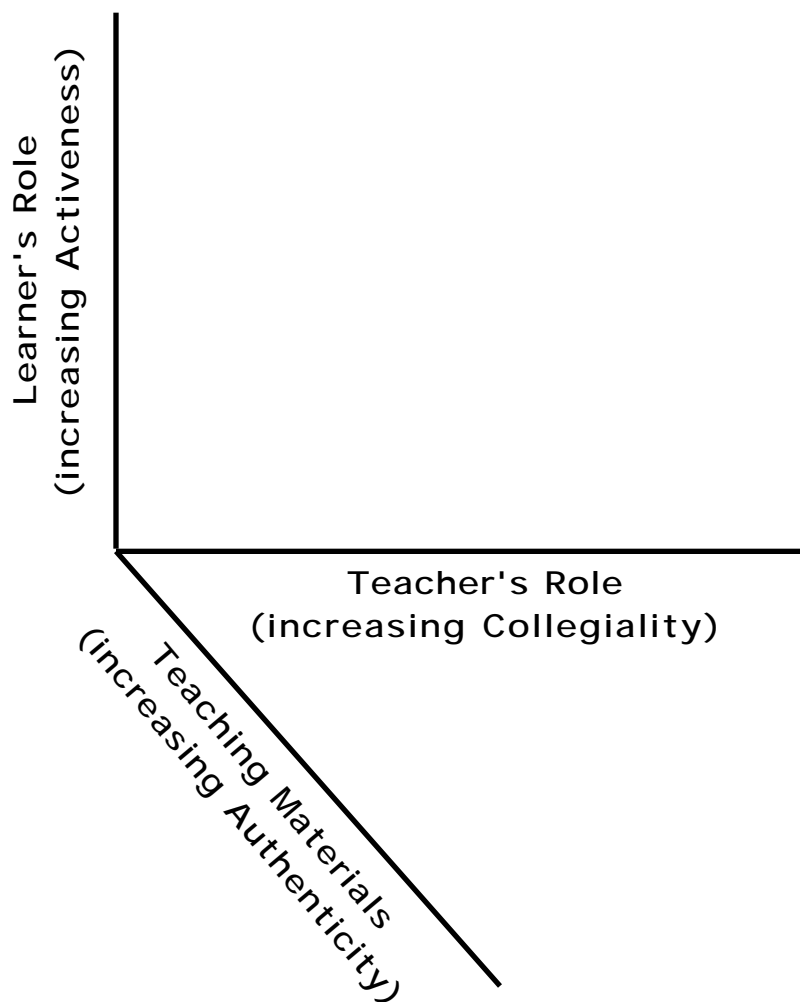 Learner's Role
(increasing Activeness)
Teacher's Role
(increasing Collegiality)
Teaching Materials
(increasing Authenticity)